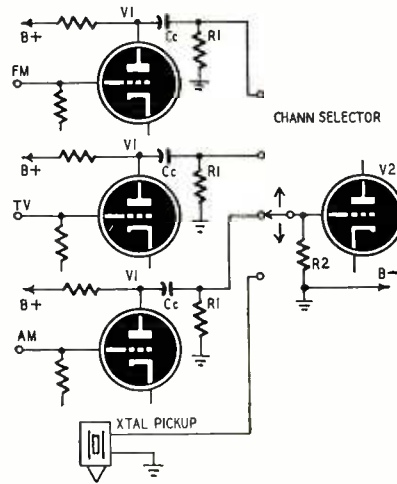 V1
Cc
R1
B+
FM
CHANN SELECTOR
V1
Cc
R1
B+
TV
V2
R2
B-
V1
Cc
R1
B+
AM
XTAL PICKUP